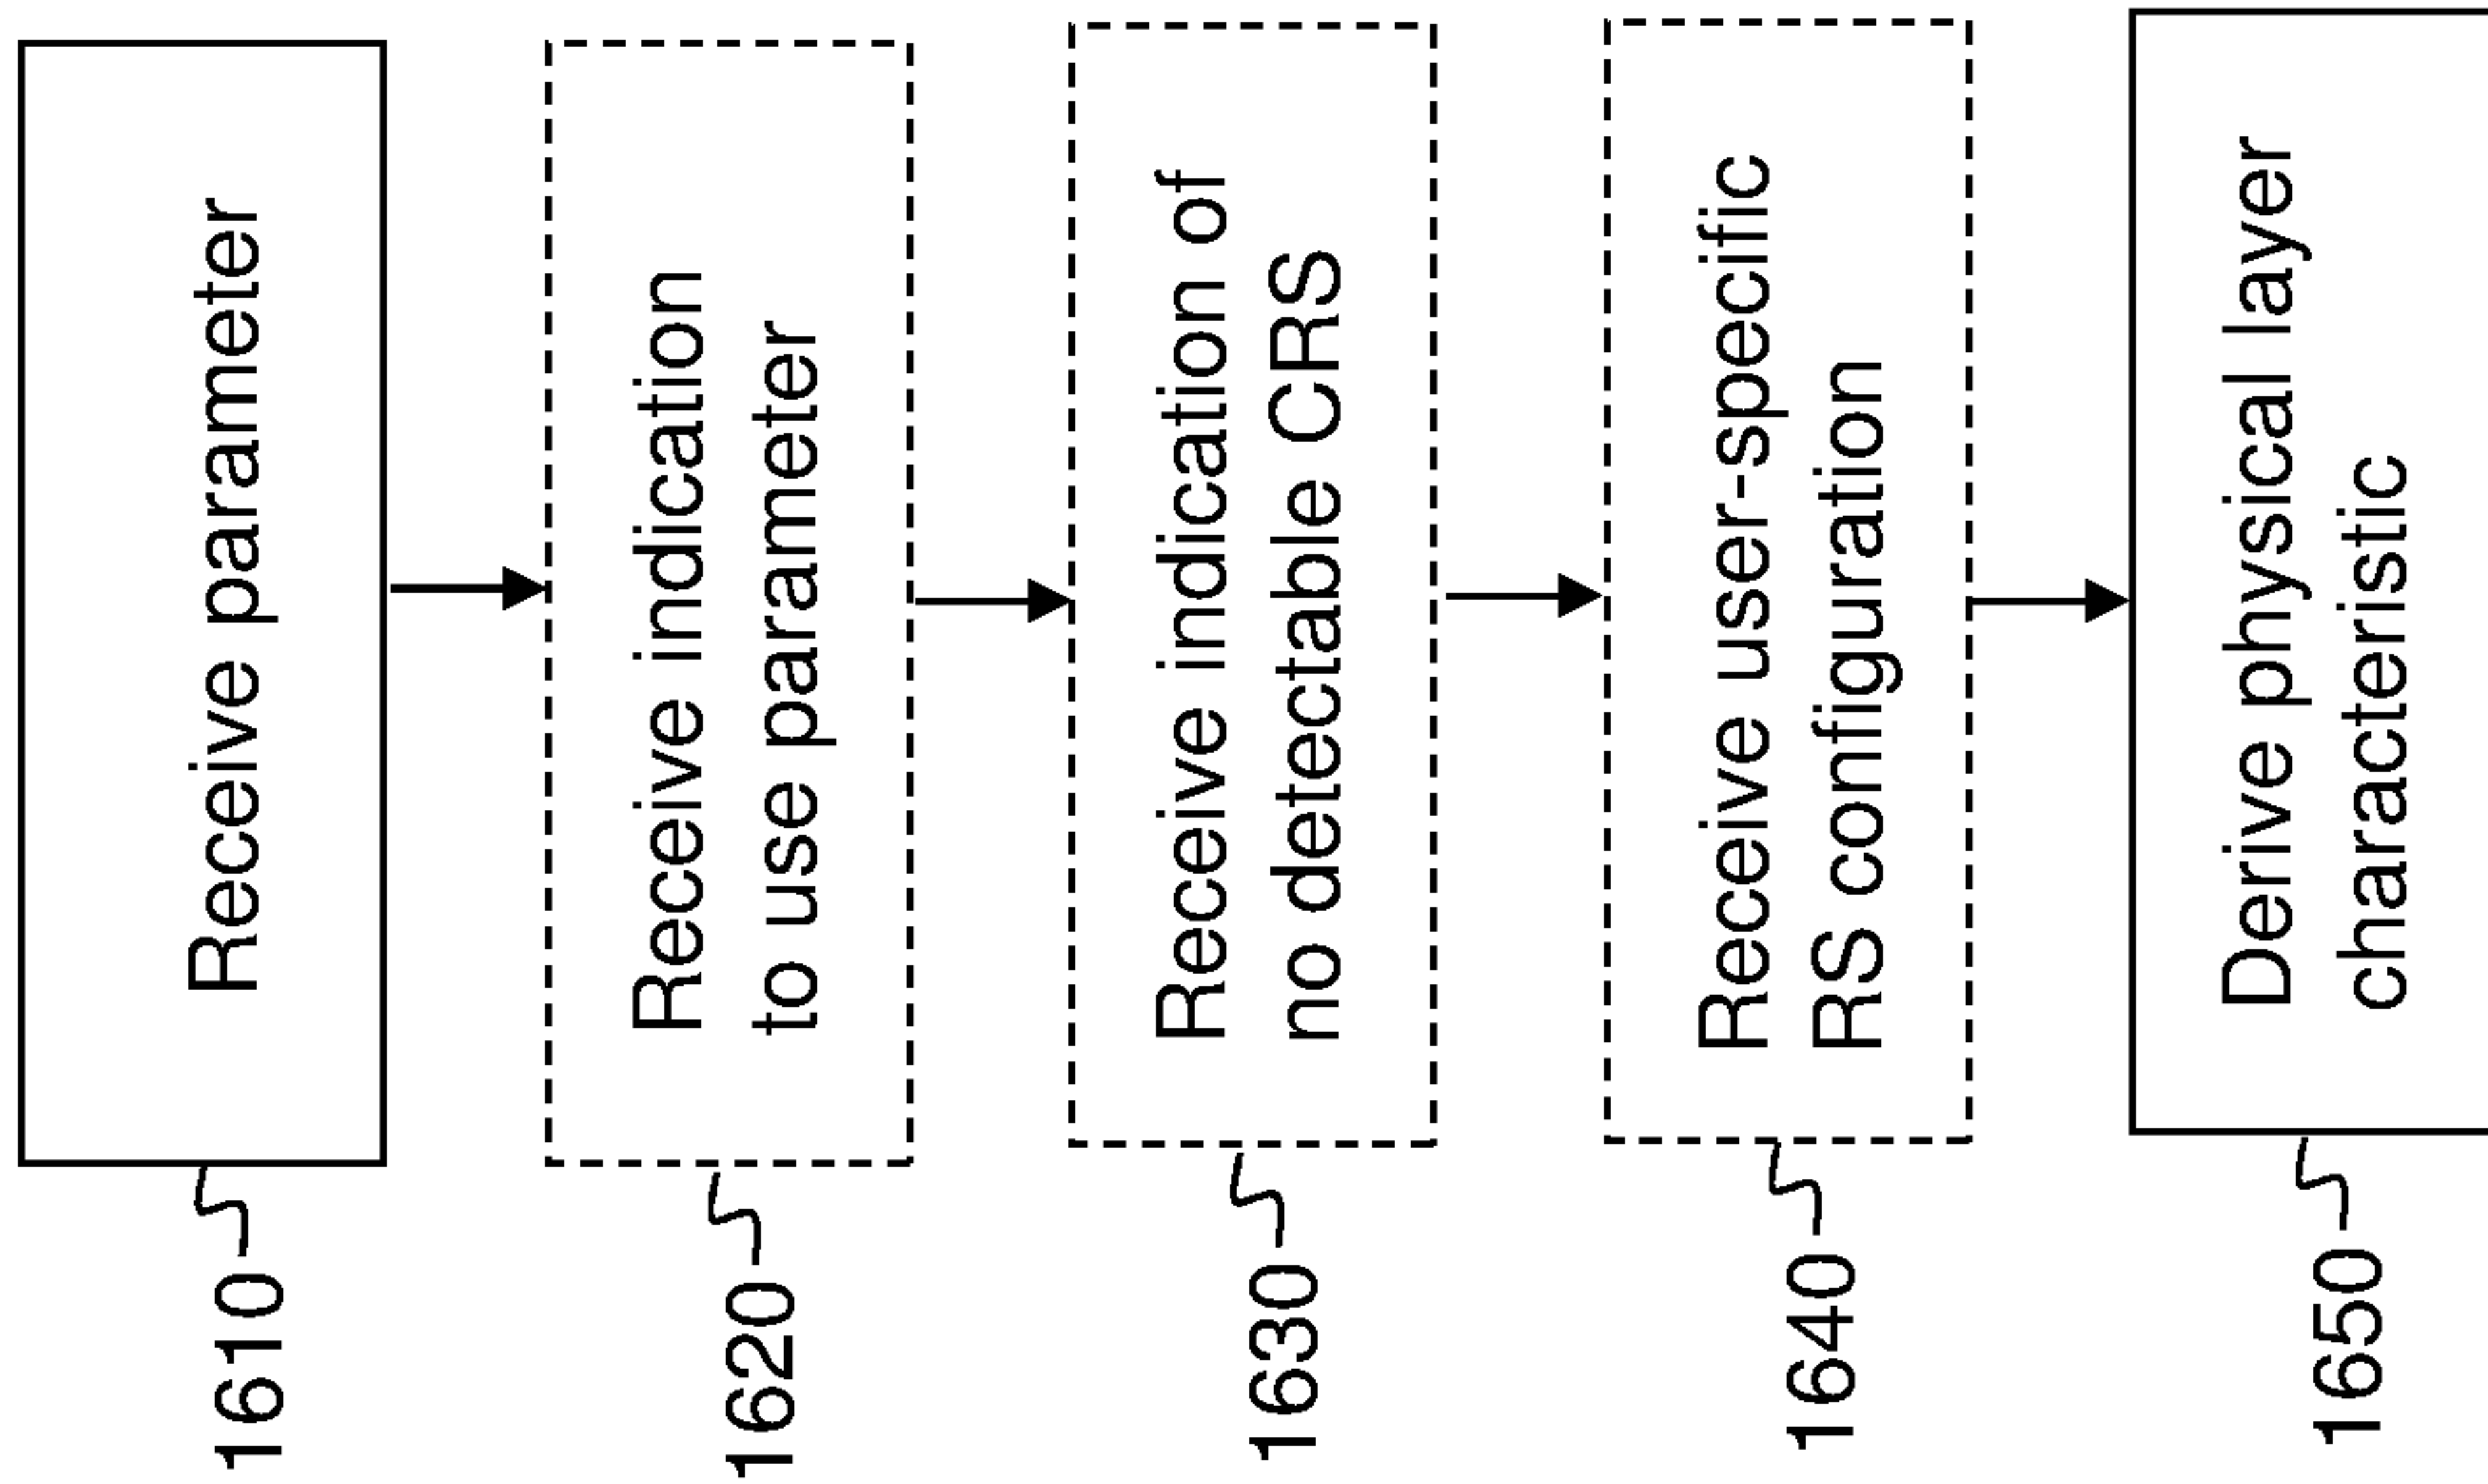 1610
Receive parameter
1620
Receive indication
to use parameter
1630
Receive indication of
no detectable CRS
1640
Receive user-specific
RS configuration
1650
Derive physical layer
characteristic